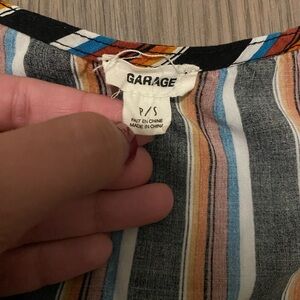 GARAGE
P/S
FAIT EN CHINE
MADE IN CHINA